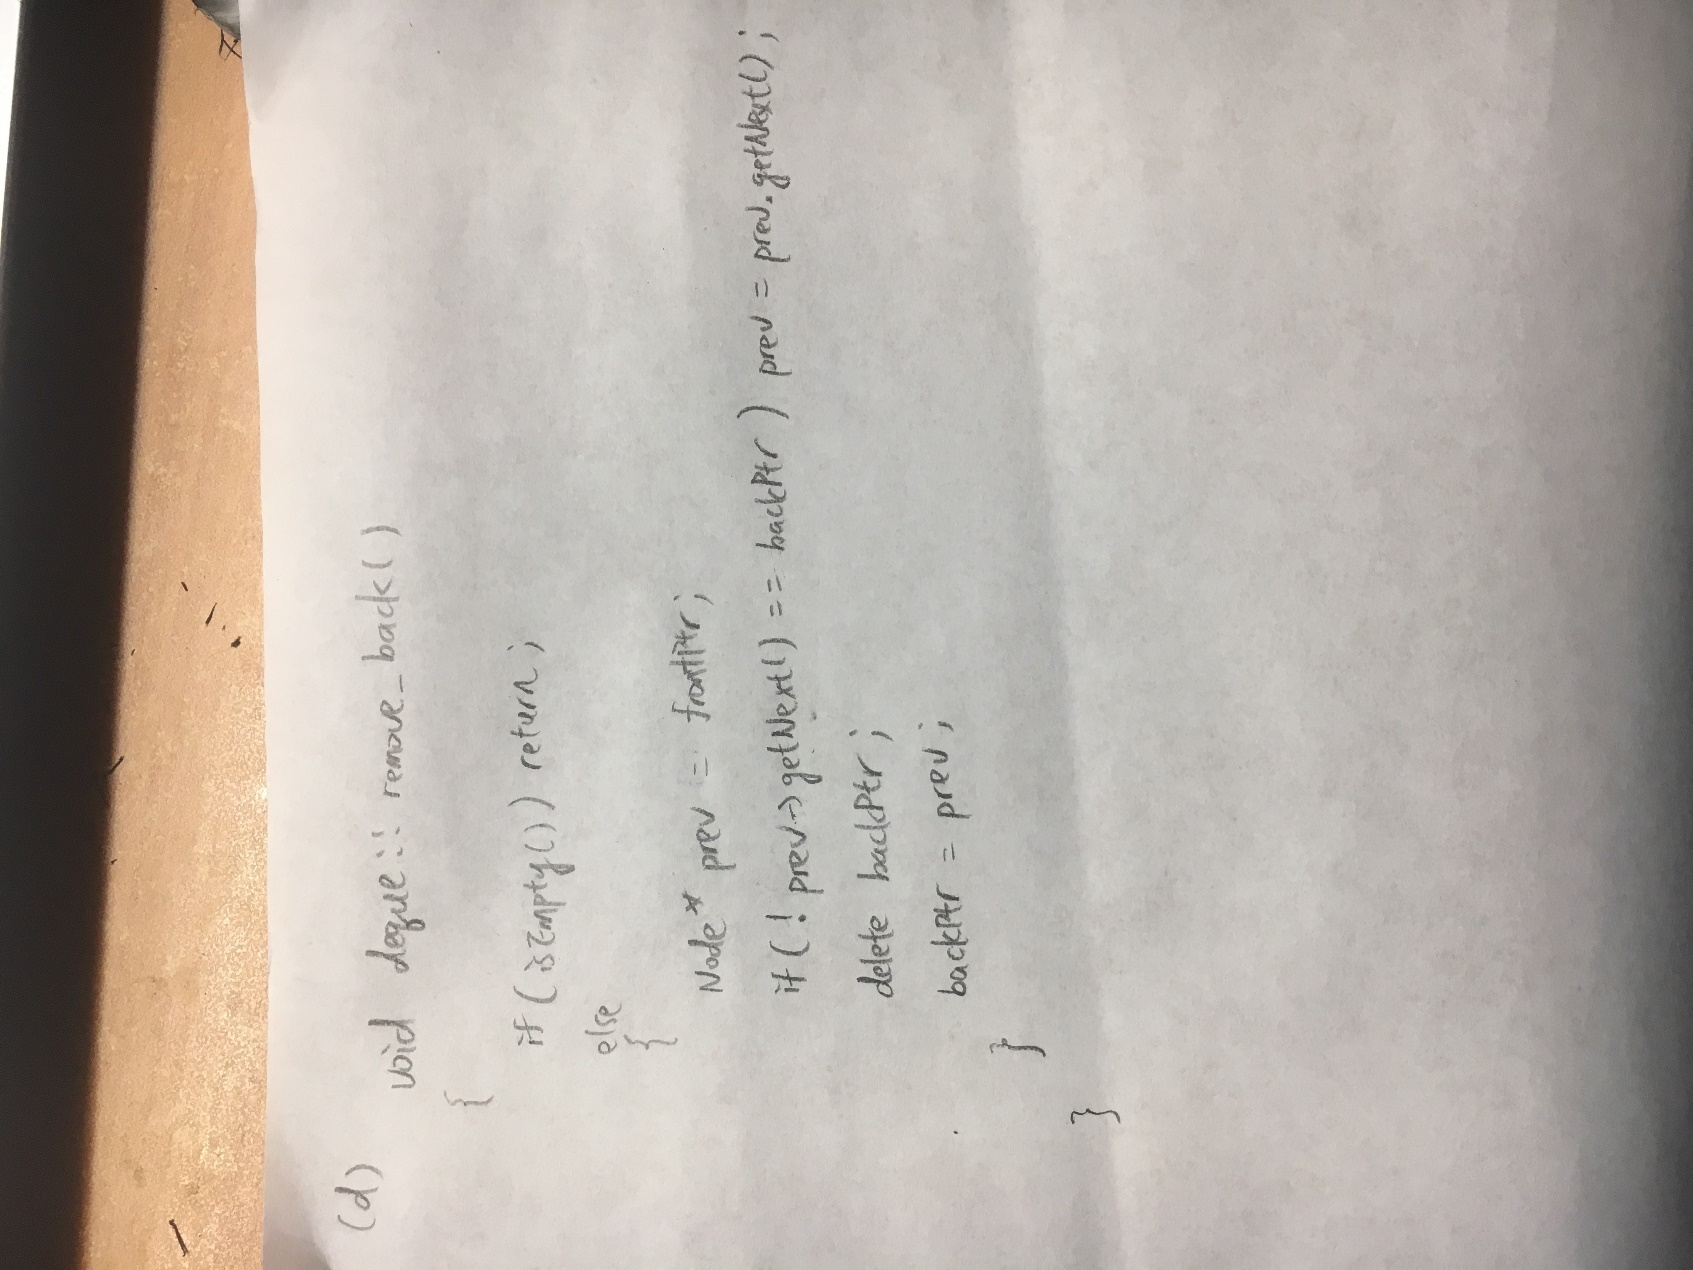 (d) void deque:: remove_back()
{
if (isEmpty()) return;
else
{
Node* prev = frontPtr;
if (! prev->getNext() == backPtr) prev = prev.getNext();
delete backPtr;
backPtr = prev;
}
}